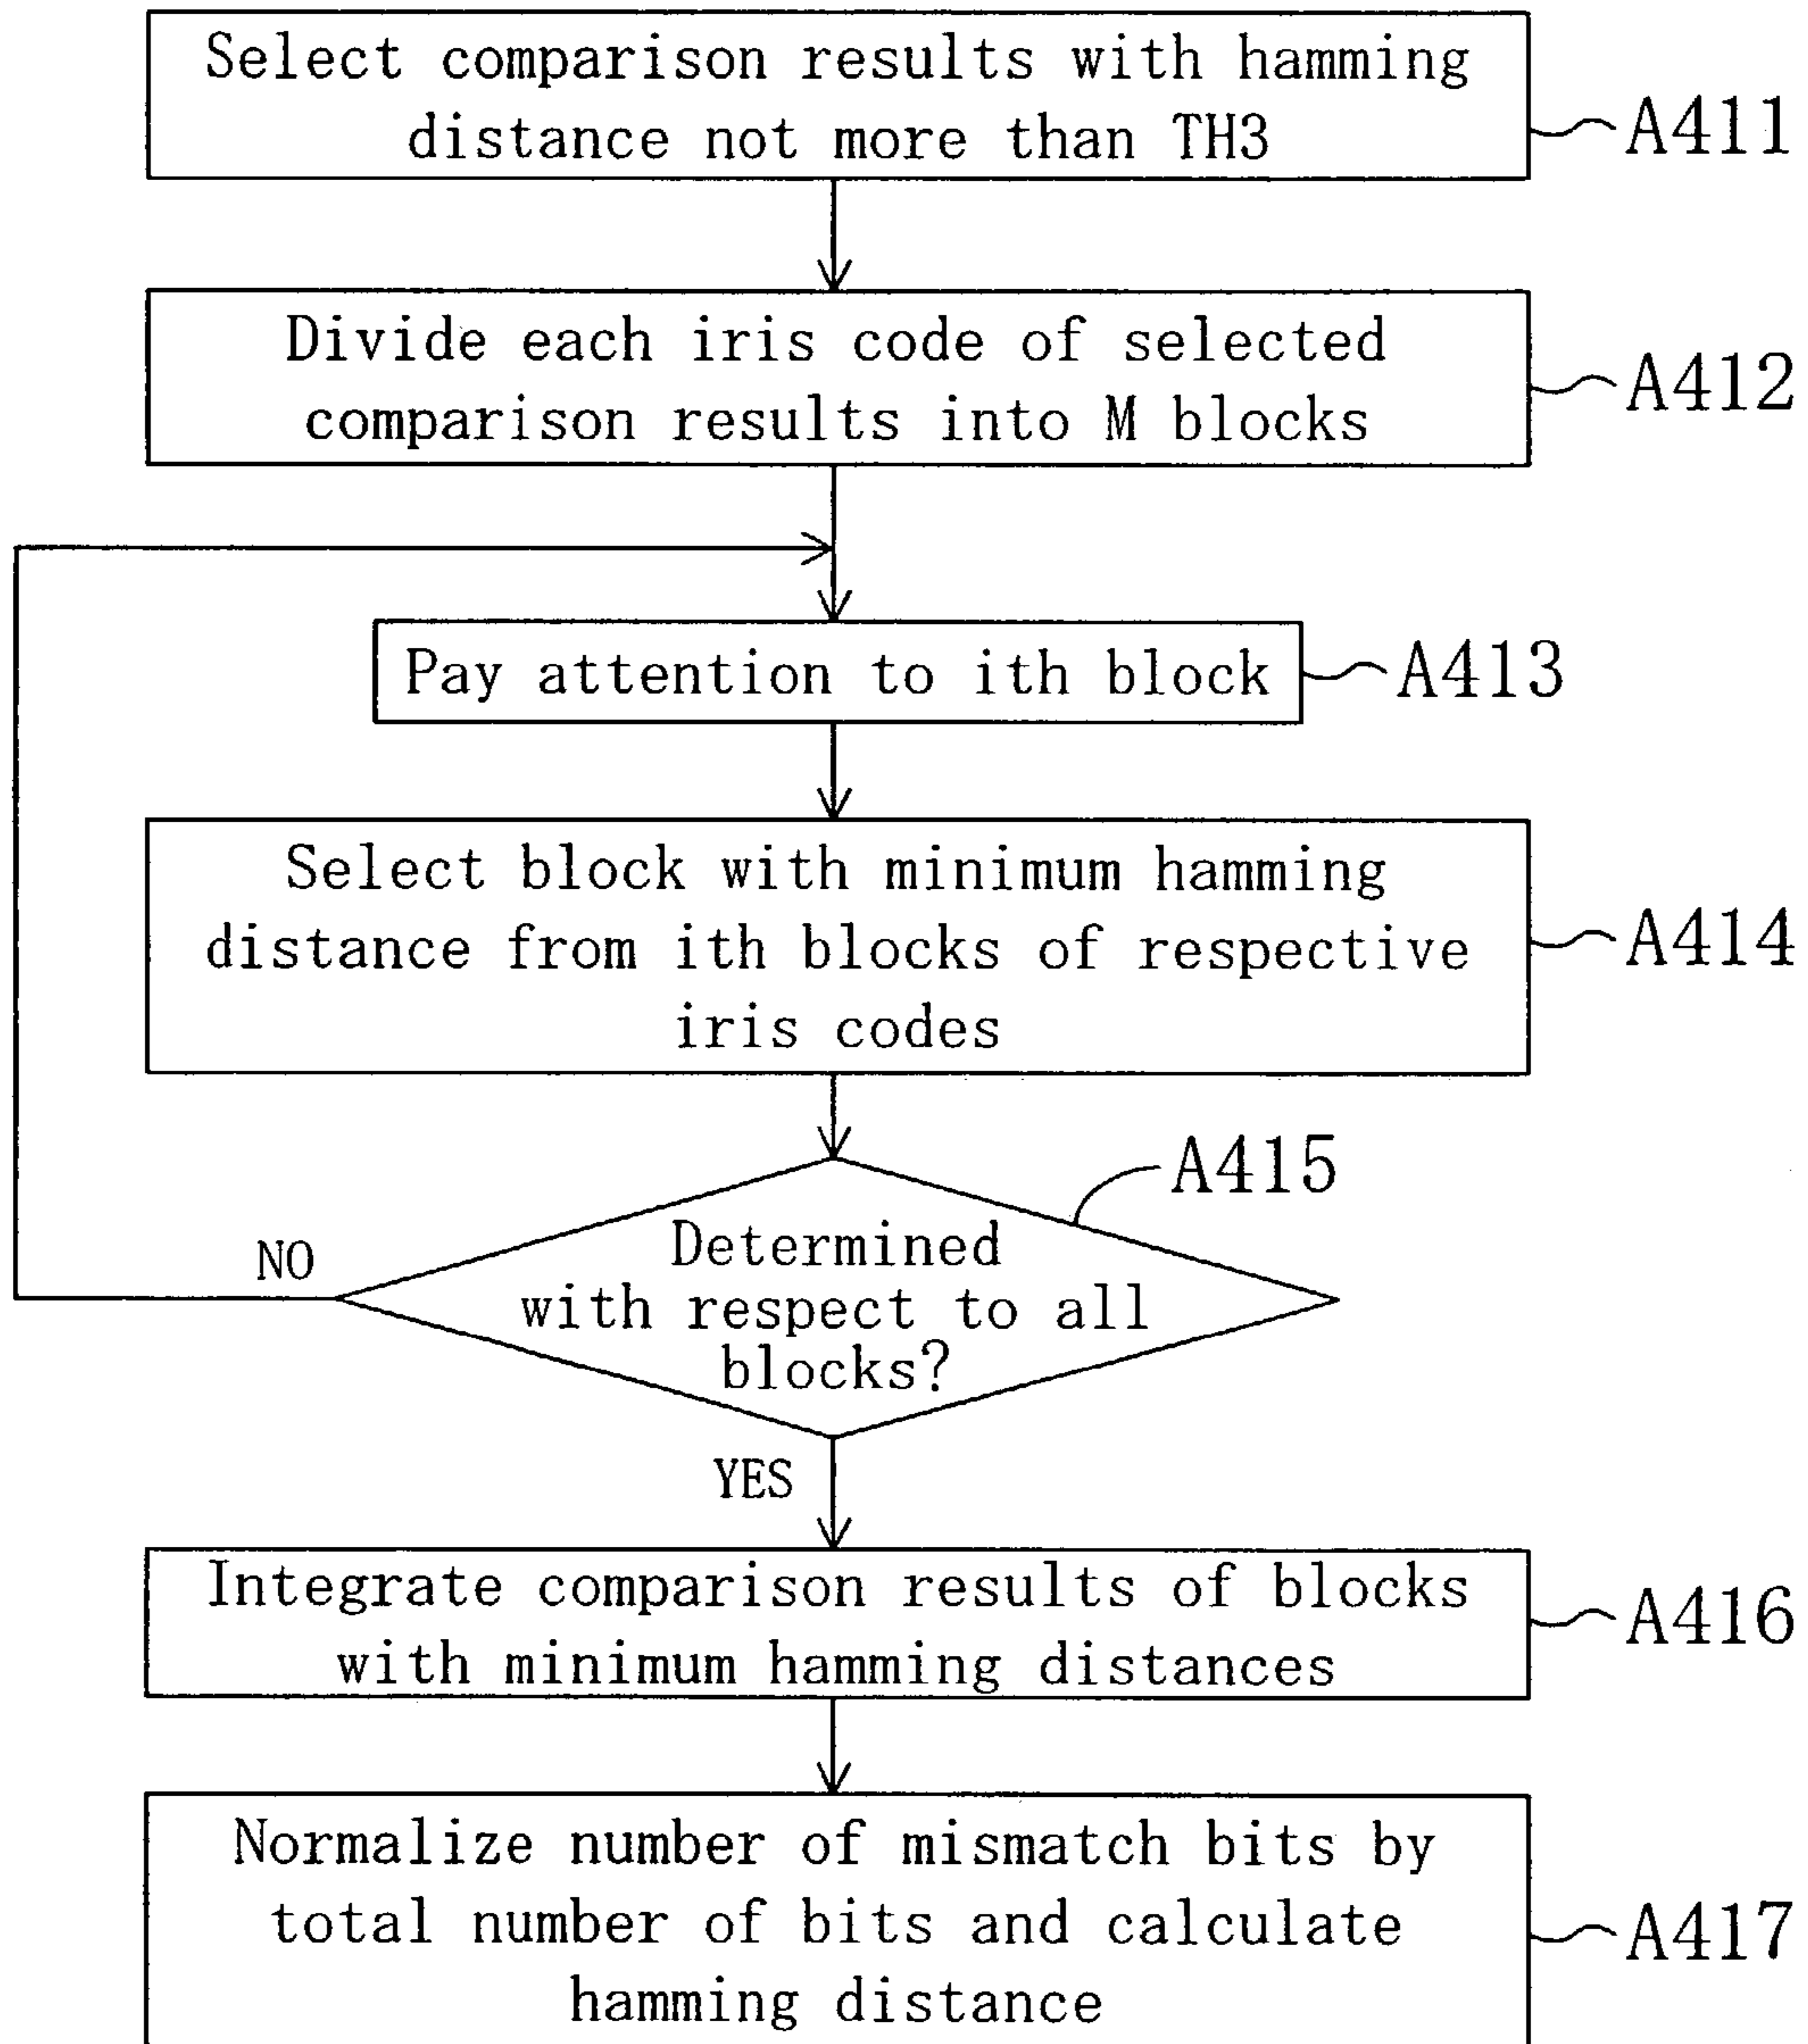 Select comparison results with hamming
distance not more than TH3
A411
Divide each iris code of selected
comparison results into M blocks
A412
Pay attention to ith block
A413
Select block with minimum hamming
distance from ith blocks of respective
iris codes
A414
A415
Determined
with respect to all
blocks?
NO
YES
Integrate comparison results of blocks
with minimum hamming distances
A416
Normalize number of mismatch bits by
total number of bits and calculate
hamming distance
A417